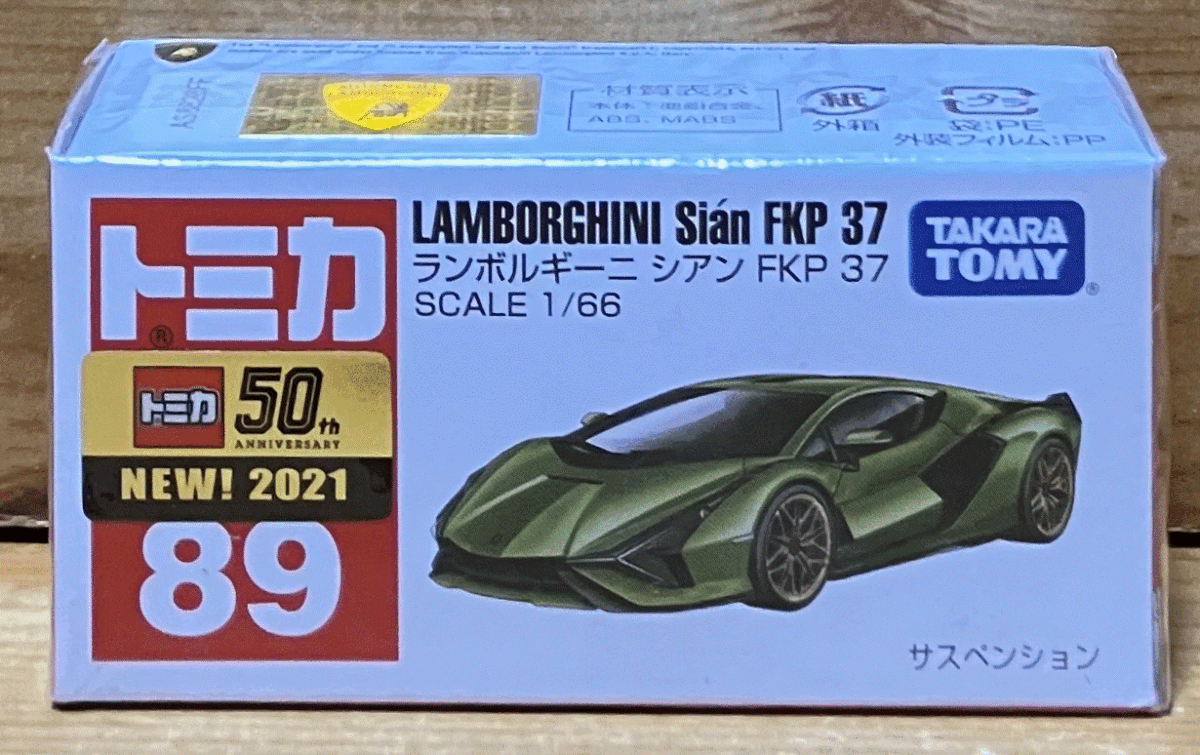 材質表示
本体：亜鉛合金、
ABS, MABS
紙
外箱
プラ
袋:PE
外装フィルム:PP
トミカ
®
LAMBORGHINI Sián FKP 37
ランボルギーニ シアン FKP 37
SCALE 1/66
TAKARA
TOMY®
トミカ 50th
ANNIVERSARY
NEW! 2021
89
サスペンション